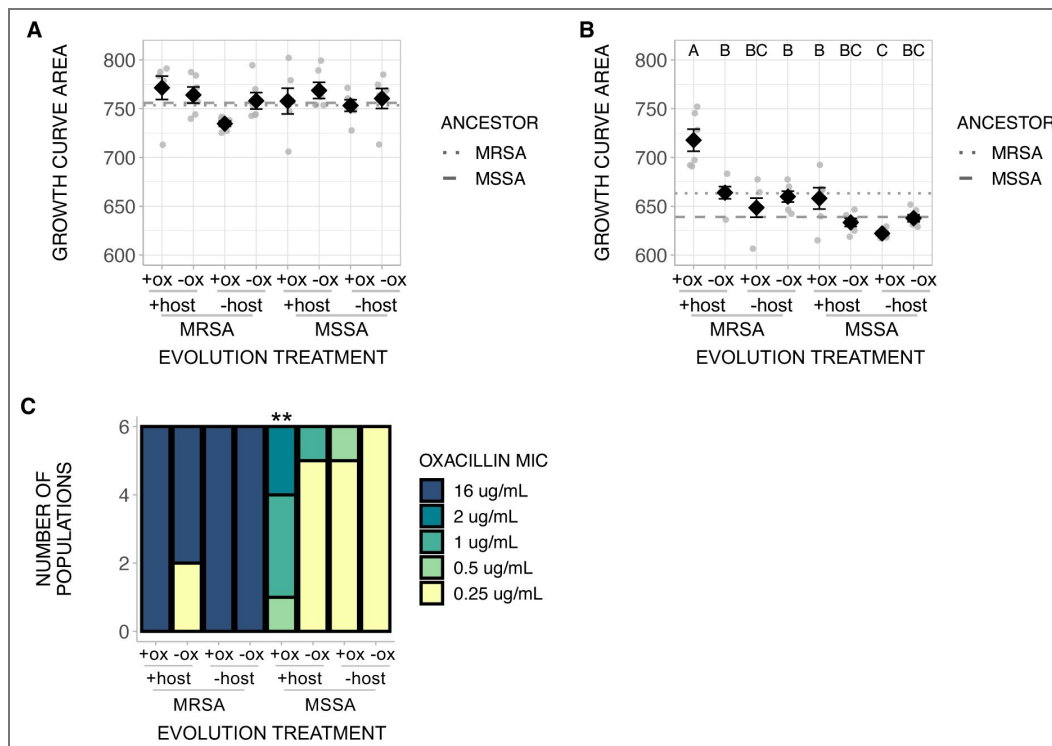 A
GROWTH CURVE AREA
800
750
700
650
600
+ox -ox +ox -ox +ox -ox +ox -ox
+host -host +host -host
MRSA MSSA
EVOLUTION TREATMENT
ANCESTOR
MRSA
MSSA
B
GROWTH CURVE AREA
A B BC B B BC C BC
800
750
700
650
600
+ox -ox +ox -ox +ox -ox +ox -ox
+host -host +host -host
MRSA MSSA
EVOLUTION TREATMENT
ANCESTOR
MRSA
MSSA
C
NUMBER OF
POPULATIONS
**
6
4
2
0
+ox -ox +ox -ox +ox -ox +ox -ox
+host -host +host -host
MRSA MSSA
EVOLUTION TREATMENT
OXACILLIN MIC
16 ug/mL
2 ug/mL
1 ug/mL
0.5 ug/mL
0.25 ug/mL